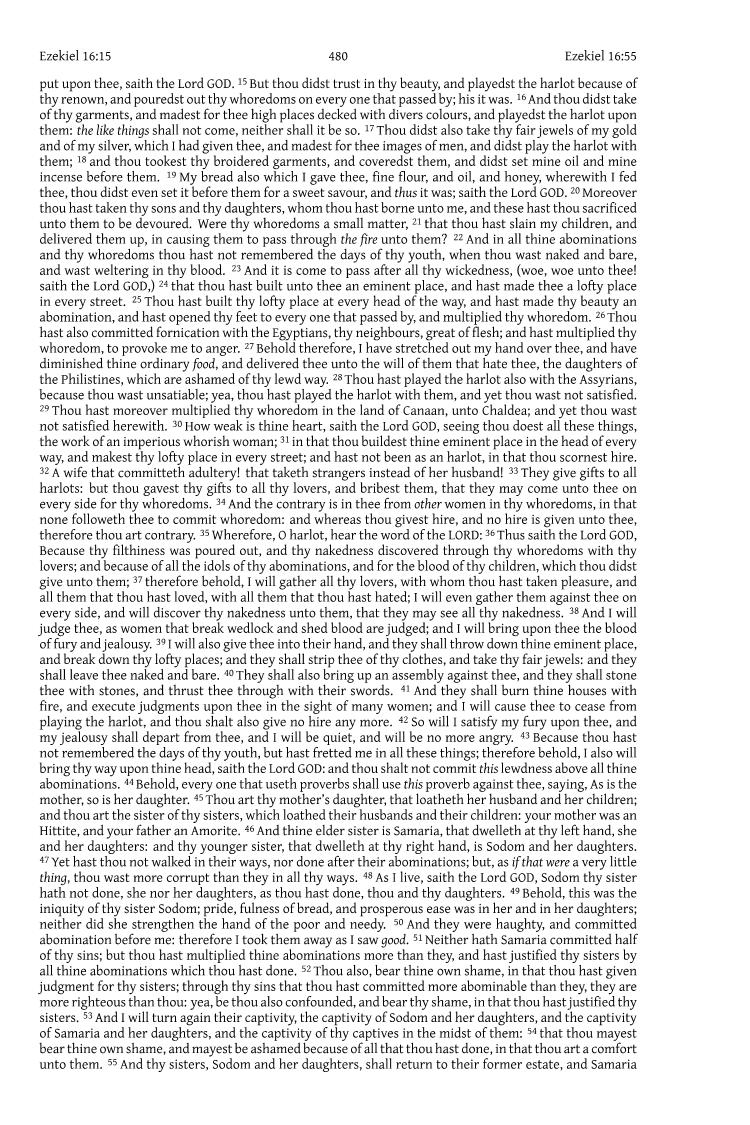 Ezekiel 16:15 480 Ezekiel 16:55
put upon thee, saith the Lord GOD. 15 But thou didst trust in thy beauty, and playedst the harlot because of
thy renown, and pouredst out thy whoredoms on every one that passed by; his it was. 16 And thou didst take
of thy garments, and madest for thee high places decked with divers colours, and playedst the harlot upon
them: the like things shall not come, neither shall it be so. 17 Thou didst also take thy fair jewels of my gold
and of my silver, which I had given thee, and madest for thee images of men, and didst play the harlot with
them; 18 and thou tookest thy broidered garments, and coveredst them, and didst set mine oil and mine
incense before them. 19 My bread also which I gave thee, fine flour, and oil, and honey, wherewith I fed
thee, thou didst even set it before them for a sweet savour, and thus it was; saith the Lord GOD. 20 Moreover
thou hast taken thy sons and thy daughters, whom thou hast borne unto me, and these hast thou sacrificed
unto them to be devoured. Were thy whoredoms a small matter, 21 that thou hast slain my children, and
delivered them up, in causing them to pass through the fire unto them? 22 And in all thine abominations
and thy whoredoms thou hast not remembered the days of thy youth, when thou wast naked and bare,
and wast weltering in thy blood. 23 And it is come to pass after all thy wickedness, (woe, woe unto thee!
saith the Lord GOD,) 24 that thou hast built unto thee an eminent place, and hast made thee a lofty place
in every street. 25 Thou hast built thy lofty place at every head of the way, and hast made thy beauty an
abomination, and hast opened thy feet to every one that passed by, and multiplied thy whoredom. 26 Thou
hast also committed fornication with the Egyptians, thy neighbours, great of flesh; and hast multiplied thy
whoredom, to provoke me to anger. 27 Behold therefore, I have stretched out my hand over thee, and have
diminished thine ordinary food, and delivered thee unto the will of them that hate thee, the daughters of
the Philistines, which are ashamed of thy lewd way. 28 Thou hast played the harlot also with the Assyrians,
because thou wast unsatiable; yea, thou hast played the harlot with them, and yet thou wast not satisfied.
29 Thou hast moreover multiplied thy whoredom in the land of Canaan, unto Chaldea; and yet thou wast
not satisfied herewith. 30 How weak is thine heart, saith the Lord GOD, seeing thou doest all these things,
the work of an imperious whorish woman; 31 in that thou buildest thine eminent place in the head of every
way, and makest thy lofty place in every street; and hast not been as an harlot, in that thou scornest hire.
32 A wife that committeth adultery! that taketh strangers instead of her husband! 33 They give gifts to all
harlots: but thou gavest thy gifts to all thy lovers, and bribest them, that they may come unto thee on
every side for thy whoredoms. 34 And the contrary is in thee from other women in thy whoredoms, in that
none followeth thee to commit whoredom: and whereas thou givest hire, and no hire is given unto thee,
therefore thou art contrary. 35 Wherefore, O harlot, hear the word of the LORD: 36 Thus saith the Lord GOD,
Because thy filthiness was poured out, and thy nakedness discovered through thy whoredoms with thy
lovers; and because of all the idols of thy abominations, and for the blood of thy children, which thou didst
give unto them; 37 therefore behold, I will gather all thy lovers, with whom thou hast taken pleasure, and
all them that thou hast loved, with all them that thou hast hated; I will even gather them against thee on
every side, and will discover thy nakedness unto them, that they may see all thy nakedness. 38 And I will
judge thee, as women that break wedlock and shed blood are judged; and I will bring upon thee the blood
of fury and jealousy. 39 I will also give thee into their hand, and they shall throw down thine eminent place,
and break down thy lofty places; and they shall strip thee of thy clothes, and take thy fair jewels: and they
shall leave thee naked and bare. 40 They shall also bring up an assembly against thee, and they shall stone
thee with stones, and thrust thee through with their swords. 41 And they shall burn thine houses with
fire, and execute judgments upon thee in the sight of many women; and I will cause thee to cease from
playing the harlot, and thou shalt also give no hire any more. 42 So will I satisfy my fury upon thee, and
my jealousy shall depart from thee, and I will be quiet, and will be no more angry. 43 Because thou hast
not remembered the days of thy youth, but hast fretted me in all these things; therefore behold, I also will
bring thy way upon thine head, saith the Lord GOD: and thou shalt not commit this lewdness above all thine
abominations. 44 Behold, every one that useth proverbs shall use this proverb against thee, saying, As is the
mother, so is her daughter. 45 Thou art thy mother's daughter, that loatheth her husband and her children;
and thou art the sister of thy sisters, which loathed their husbands and their children: your mother was an
Hittite, and your father an Amorite. 46 And thine elder sister is Samaria, that dwelleth at thy left hand, she
and her daughters: and thy younger sister, that dwelleth at thy right hand, is Sodom and her daughters.
47 Yet hast thou not walked in their ways, nor done after their abominations; but, as if that were a very little
thing, thou wast more corrupt than they in all thy ways. 48 As I live, saith the Lord GOD, Sodom thy sister
hath not done, she nor her daughters, as thou hast done, thou and thy daughters. 49 Behold, this was the
iniquity of thy sister Sodom; pride, fulness of bread, and prosperous ease was in her and in her daughters;
neither did she strengthen the hand of the poor and needy. 50 And they were haughty, and committed
abomination before me: therefore I took them away as I saw good. 51 Neither hath Samaria committed half
of thy sins; but thou hast multiplied thine abominations more than they, and hast justified thy sisters by
all thine abominations which thou hast done. 52 Thou also, bear thine own shame, in that thou hast given
judgment for thy sisters; through thy sins that thou hast committed more abominable than they, they are
more righteous than thou: yea, be thou also confounded, and bear thy shame, in that thou hast justified thy
sisters. 53 And I will turn again their captivity, the captivity of Sodom and her daughters, and the captivity
of Samaria and her daughters, and the captivity of thy captives in the midst of them: 54 that thou mayest
bear thine own shame, and mayest be ashamed because of all that thou hast done, in that thou art a comfort
unto them. 55 And thy sisters, Sodom and her daughters, shall return to their former estate, and Samaria